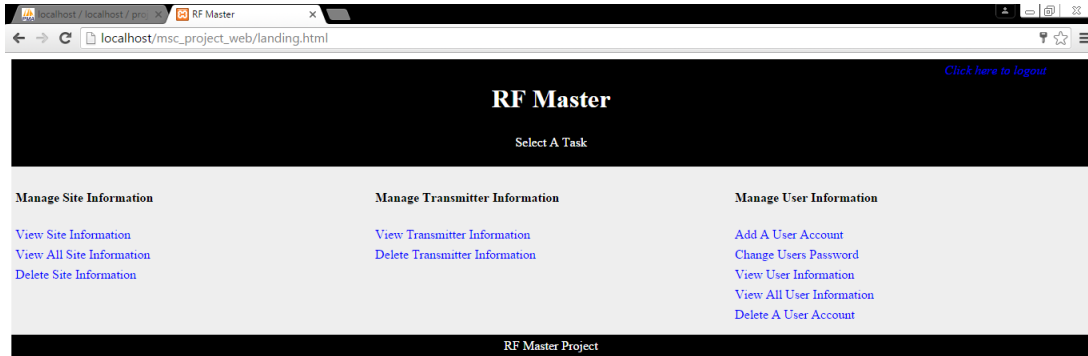 localhost / localhost / pro
RF Master
localhost/msc_project_web/landing.html
Click here to logout
RF Master
Select A Task
Manage Site Information
View Site Information
View All Site Information
Delete Site Information
Manage Transmitter Information
View Transmitter Information
Delete Transmitter Information
Manage User Information
Add A User Account
Change Users Password
View User Information
View All User Information
Delete A User Account
RF Master Project